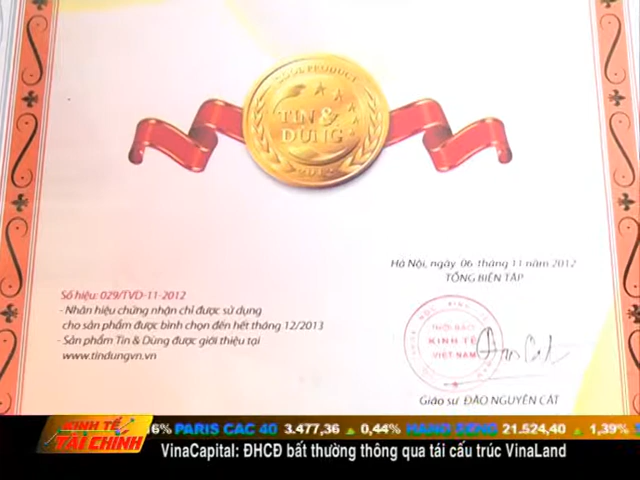 GOLD PRODUCT
TIN &
DÙNG
Hà Nội, ngày 06 tháng 11 năm 2012
TỔNG BIÊN TẬP
Số hiệu: 029/TVD-11-2012
- Nhãn hiệu chứng nhận chỉ được sử dụng
cho sản phẩm được bình chọn đến hết tháng 12/2013
- Sản phẩm Tin & Dùng được giới thiệu tại
www.tindungvn.vn
THỜI BÁO
KINH TẾ
VIỆT NAM
Giáo sư ĐÀO NGUYÊN CÁT
KINH TẾ
TÀI CHÍNH
6% PARIS CAC 40 3.477,36 0,44% HANG SENG 21.524,40 1,39%
VinaCapital: ĐHCĐ bất thường thông qua tái cấu trúc VinaLand